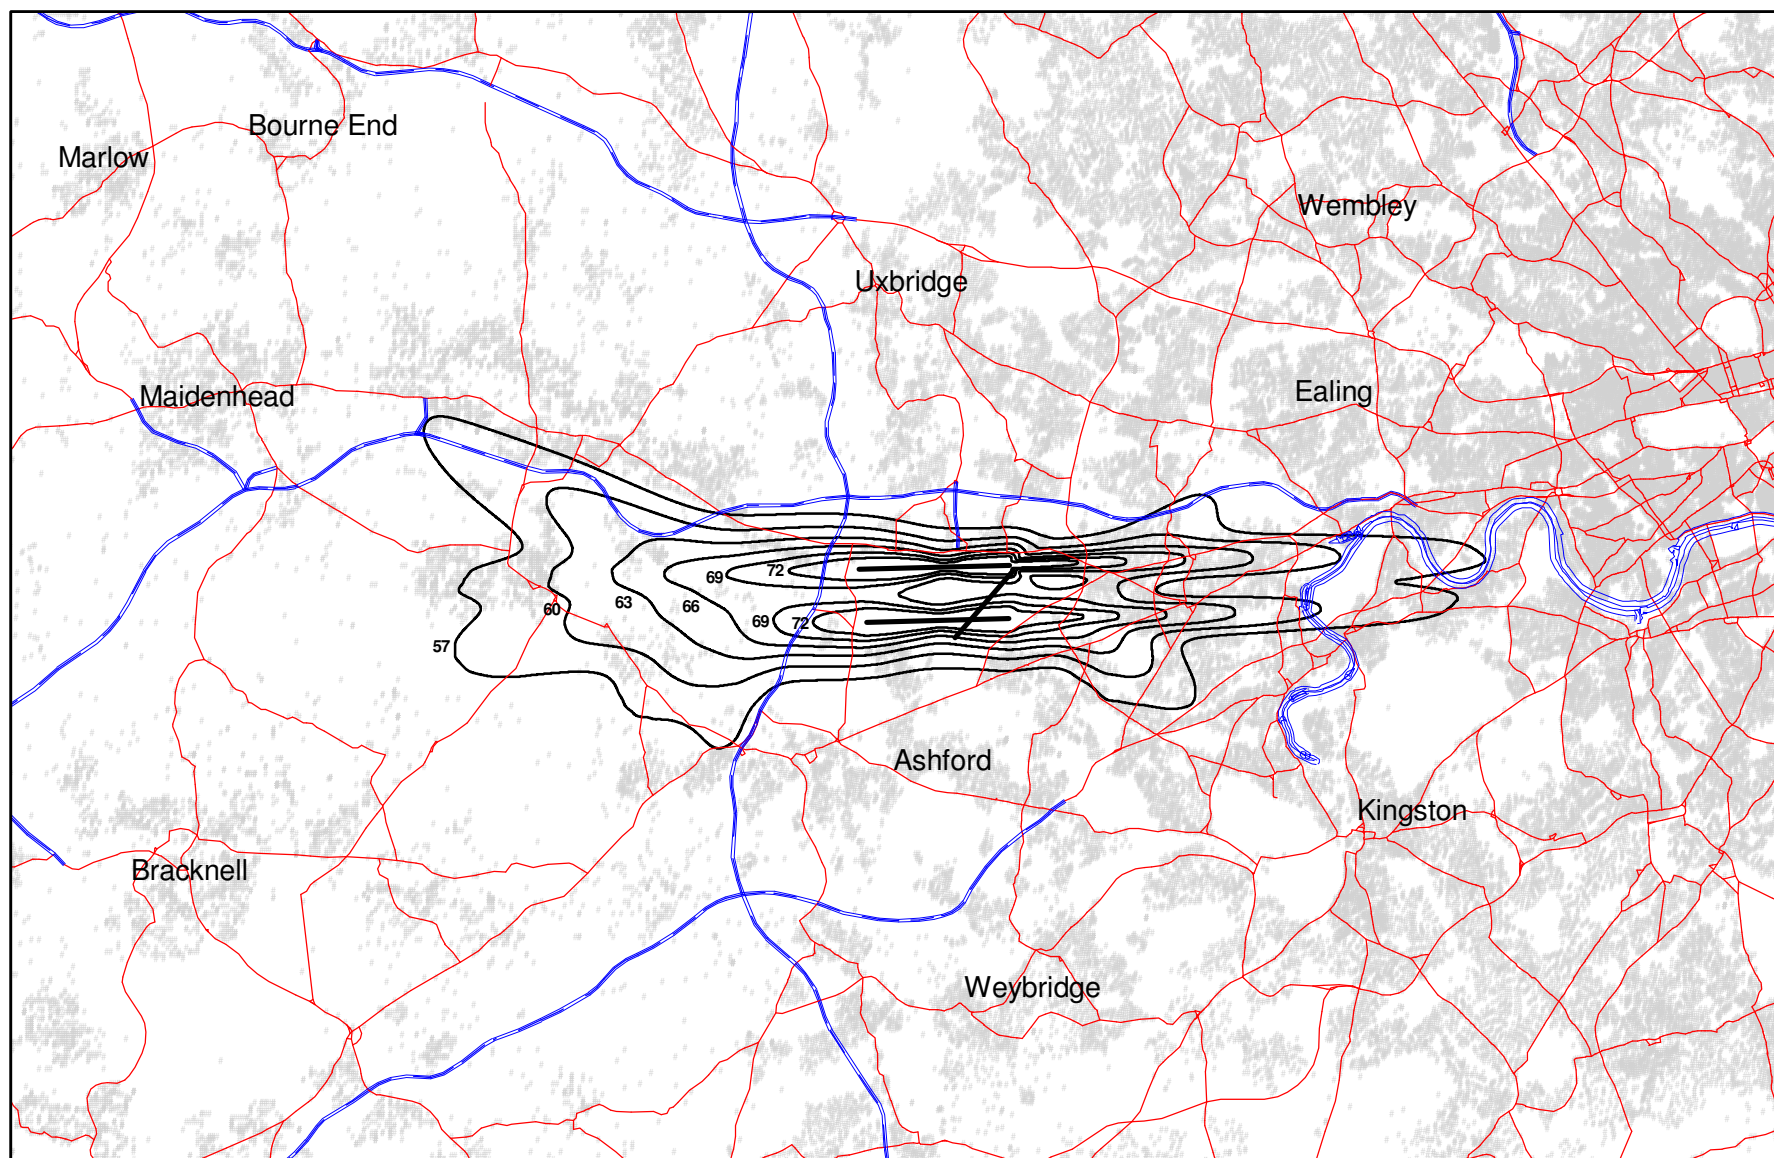 Bourne End
Marlow
Wembley
Uxbridge
Maidenhead
Ealing
72
69
60
63
66
69
72
57
Ashford
Kingston
Bracknell
Weybridge